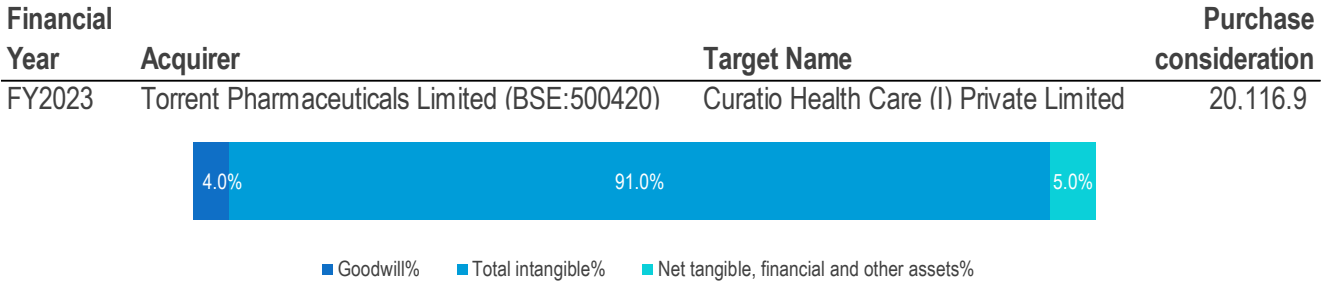 Financial Purchase
Year Acquirer Target Name consideration
FY2023 Torrent Pharmaceuticals Limited (BSE:500420) Curatio Health Care (I) Private Limited 20,116.9
4.0% 91.0% 5.0%
Goodwill% Total intangible% Net tangible, financial and other assets%